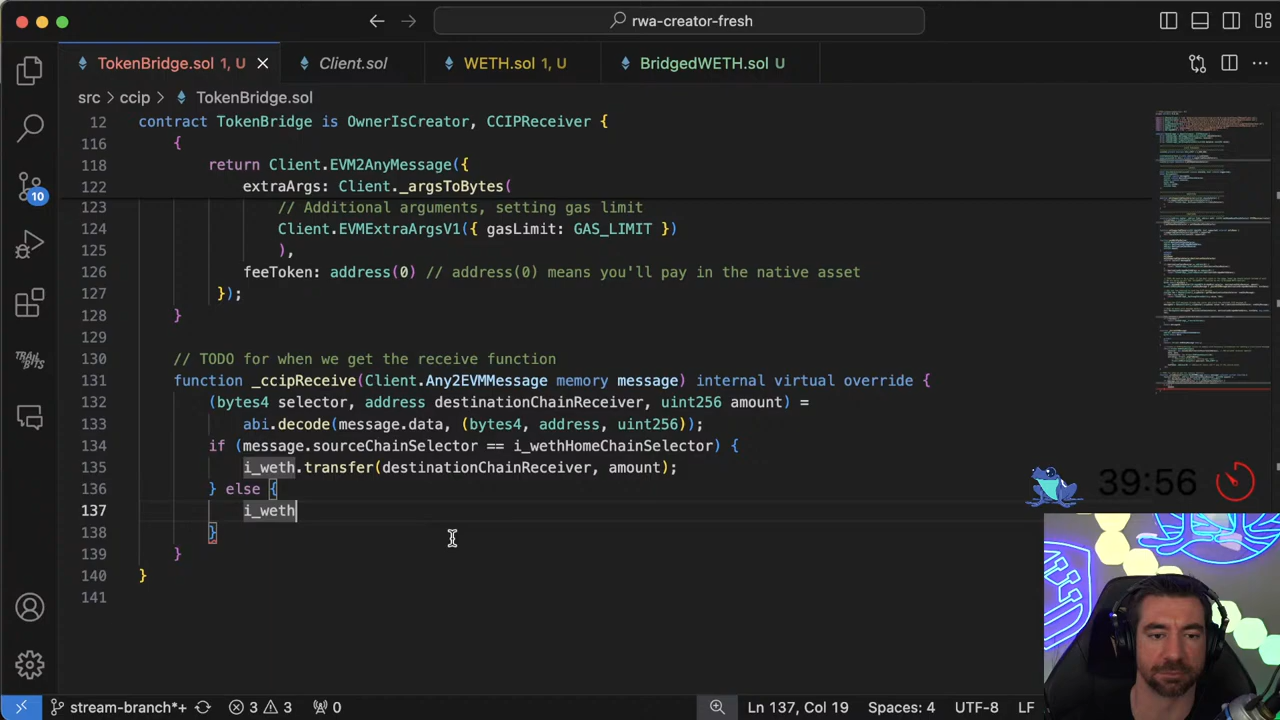 rwa-creator-fresh
TokenBridge.sol 1, U
Client.sol
WETH.sol 1, U
BridgedWETH.sol U
src > ccip > TokenBridge.sol
12 contract TokenBridge is OwnerIsCreator, CCIPReceiver {
116 {
118 return Client.EVM2AnyMessage({
122 extraArgs: Client._argsToBytes(
123 // Additional arguments, setting gas limit
124 Client.EVMExtraArgsV1({ gasLimit: GAS_LIMIT })
125 ),
126 feeToken: address(0) // address(0) means you'll pay in the native asset
127 });
128 }
129
130 // TODO for when we get the receive function
131 function _ccipReceive(Client.Any2EVMMessage memory message) internal virtual override {
132 (bytes4 selector, address destinationChainReceiver, uint256 amount) =
133 abi.decode(message.data, (bytes4, address, uint256));
134 if (message.sourceChainSelector == i_wethHomeChainSelector) {
135 i_weth.transfer(destinationChainReceiver, amount);
136 } else {
137 i_weth
138 }
139 }
140 }
141
10
39:56
stream-branch*+
3
3
0
Ln 137, Col 19
Spaces: 4
UTF-8
LF